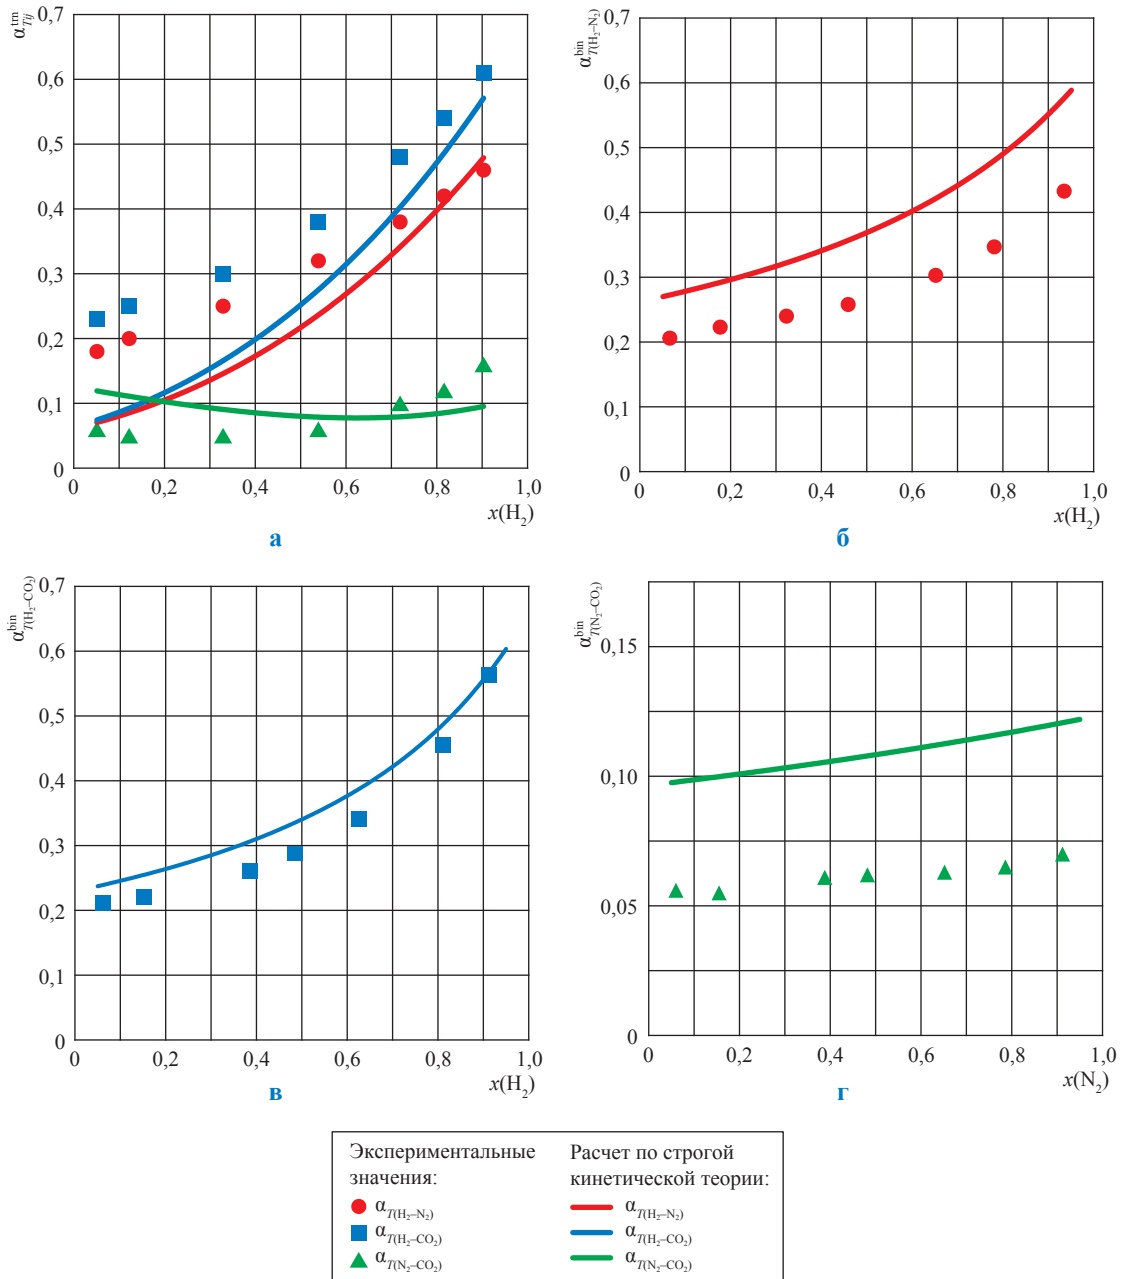 α^tm_Tij
0,7
0,6
0,5
0,4
0,3
0,2
0,1
0
0 0,2 0,4 0,6 0,8 1,0
x(H₂)
а
α^bin_T(H₂–N₂)
0,7
0,6
0,5
0,4
0,3
0,2
0,1
0
0 0,2 0,4 0,6 0,8 1,0
x(H₂)
б
α^bin_T(H₂–CO₂)
0,7
0,6
0,5
0,4
0,3
0,2
0,1
0
0 0,2 0,4 0,6 0,8 1,0
x(H₂)
в
α^bin_T(N₂–CO₂)
0,15
0,10
0,05
0
0 0,2 0,4 0,6 0,8 1,0
x(N₂)
г
Экспериментальные
значения:
α_T(H₂–N₂)
α_T(H₂–CO₂)
α_T(N₂–CO₂)
Расчет по строгой
кинетической теории:
α_T(H₂–N₂)
α_T(H₂–CO₂)
α_T(N₂–CO₂)